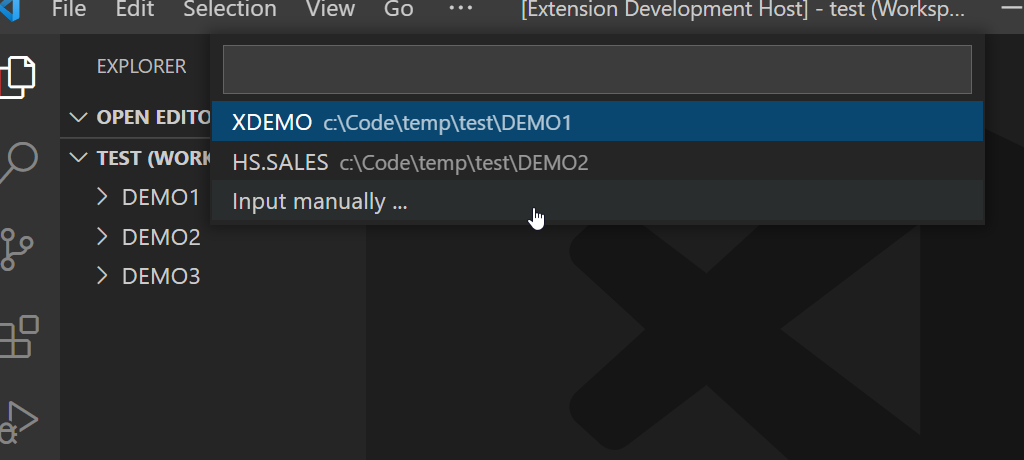 File Edit Selection View Go ··· [Extension Development Host] - test (Worksp...
EXPLORER
OPEN EDITO
XDEMO c:\Code\temp\test\DEMO1
TEST (WORK
HS.SALES c:\Code\temp\test\DEMO2
DEMO1
Input manually ...
DEMO2
DEMO3